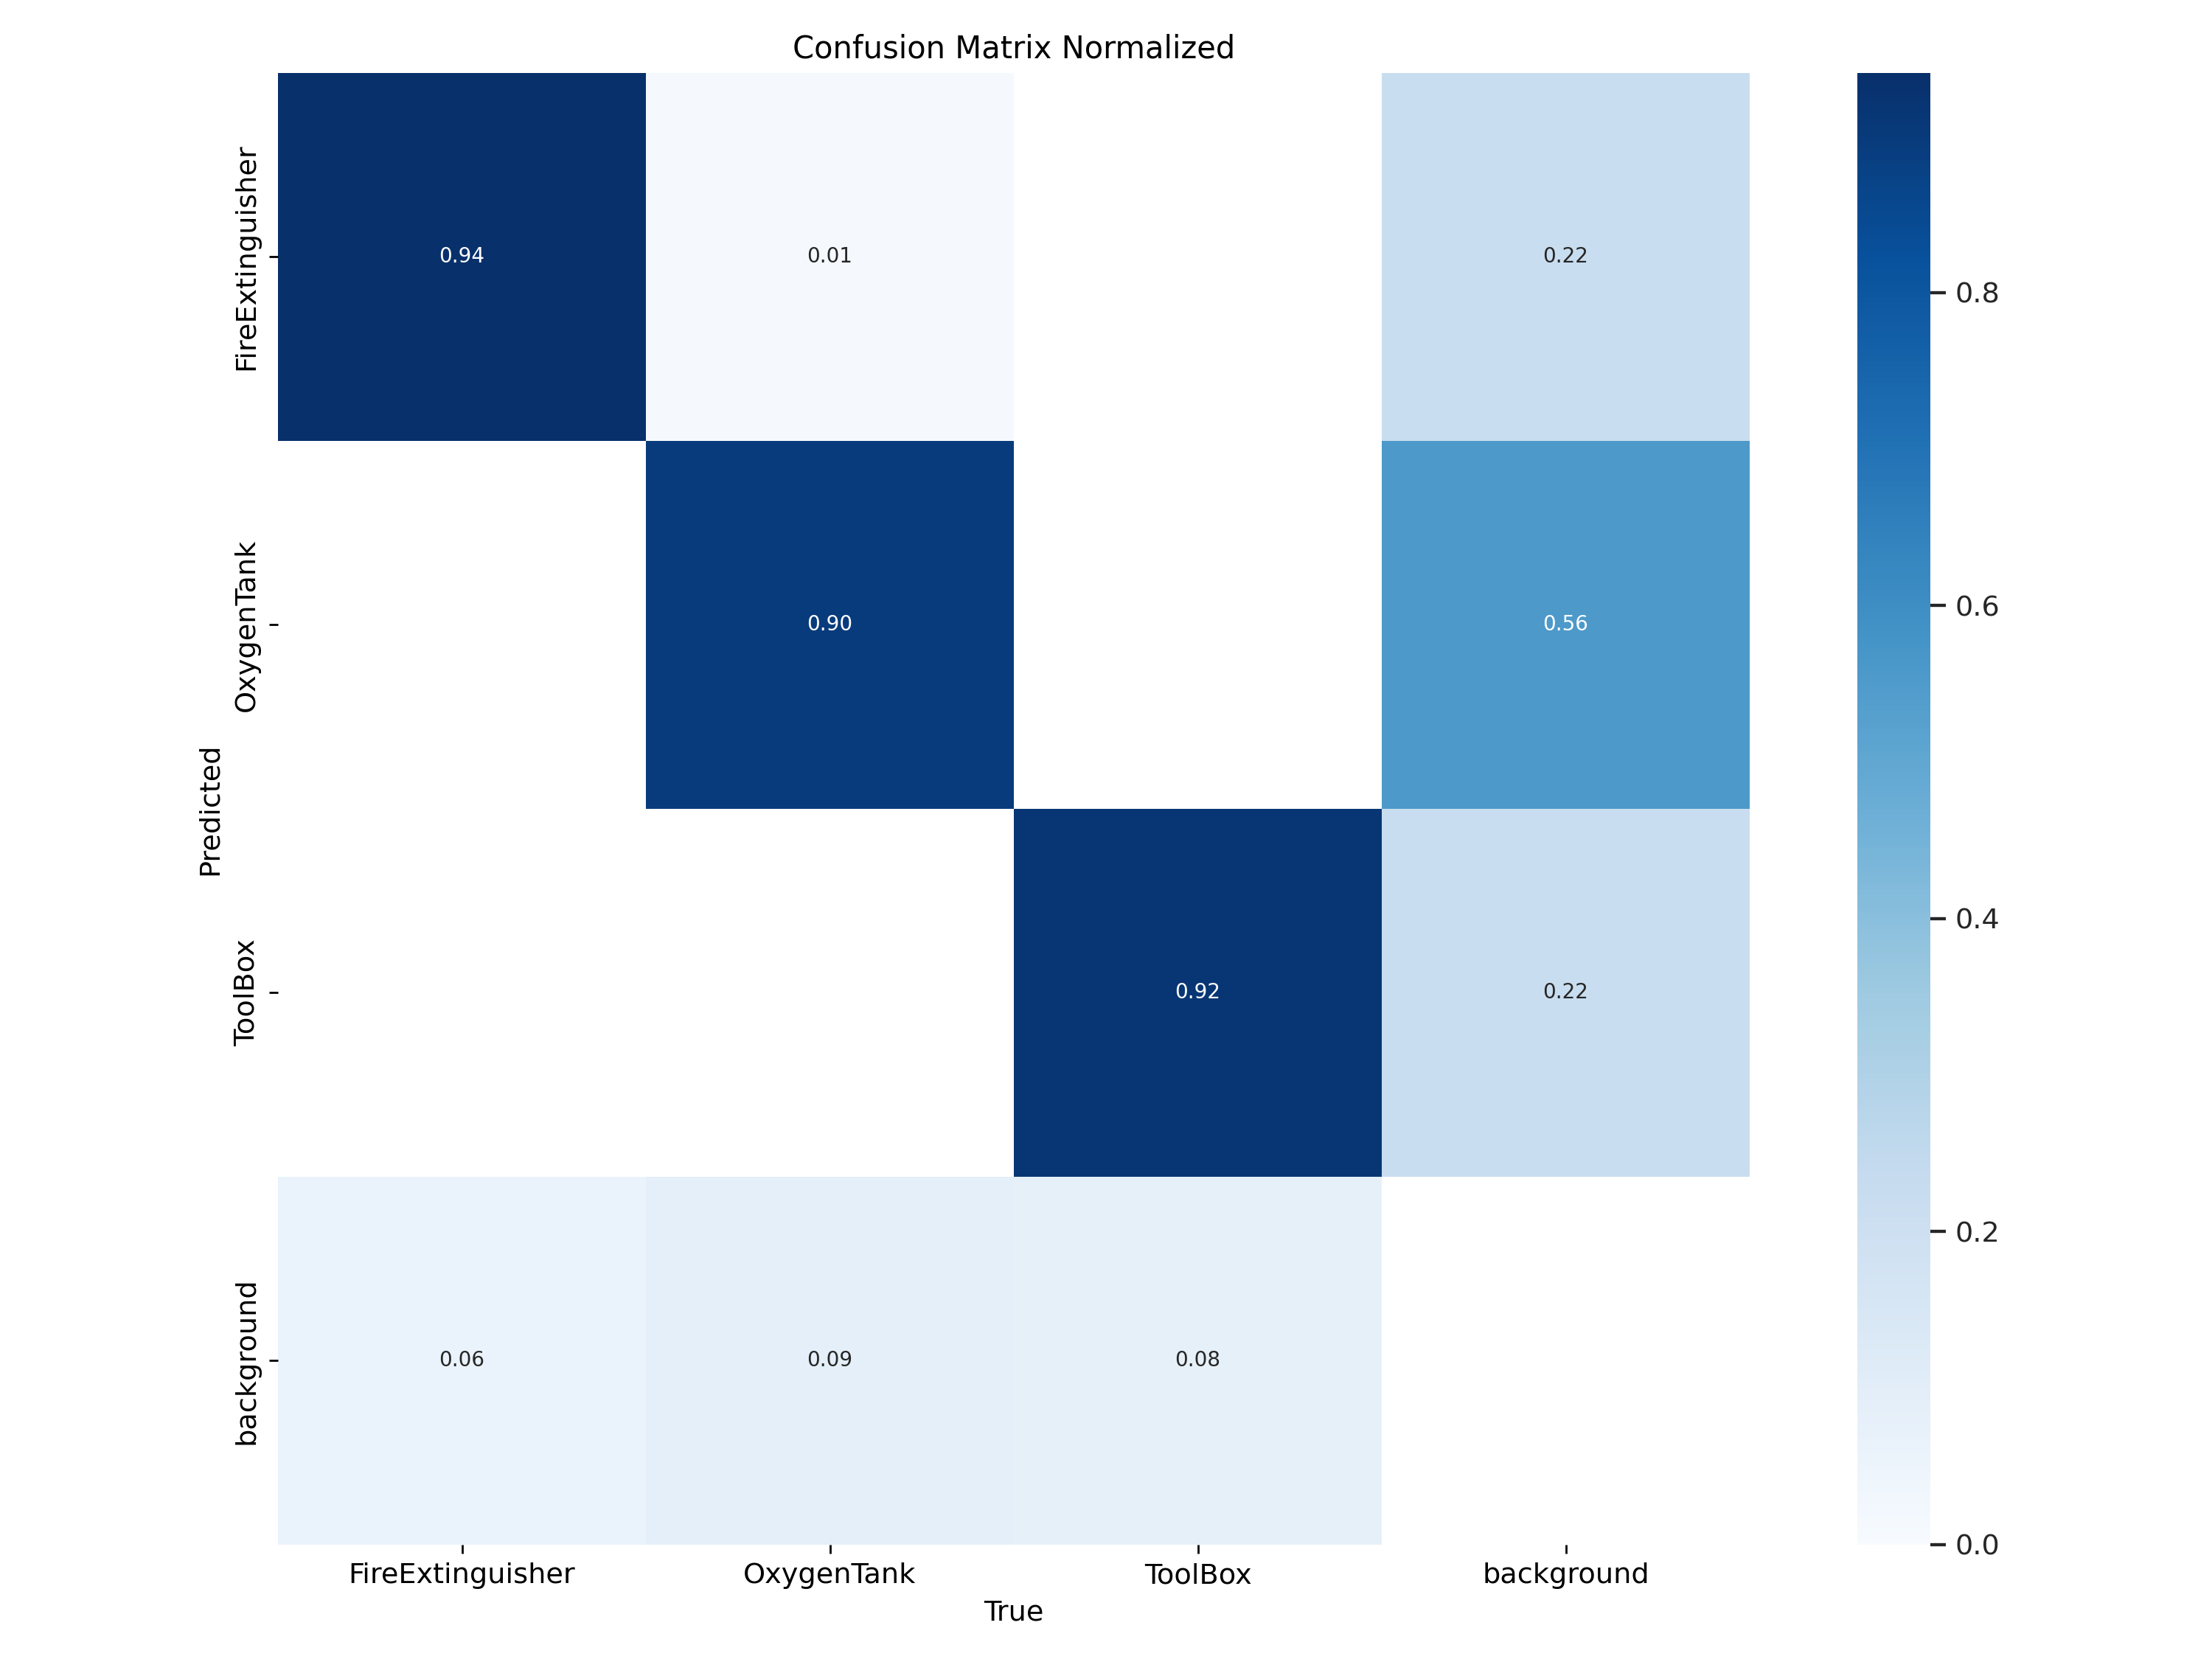 Confusion Matrix Normalized
FireExtinguisher
0.94
0.01
0.22
OxygenTank
0.90
0.56
ToolBox
0.92
0.22
background
0.06
0.09
0.08
Predicted
FireExtinguisher
OxygenTank
ToolBox
background
True
0.8
0.6
0.4
0.2
0.0